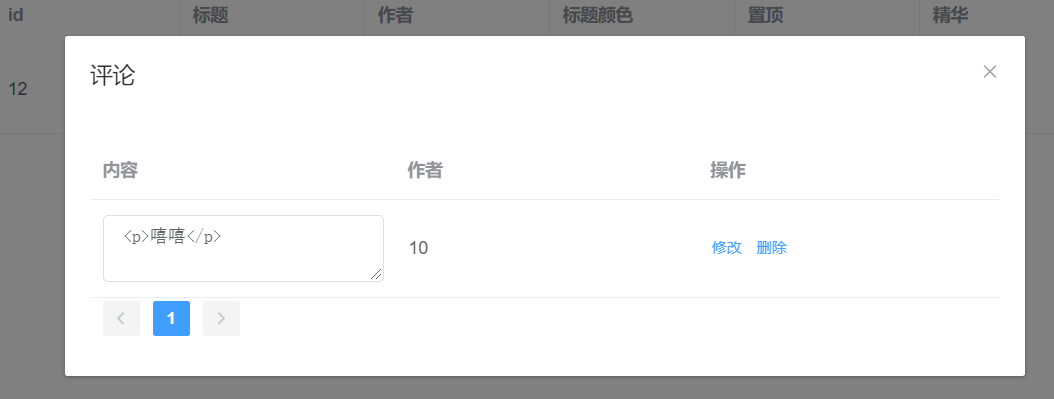 id 标题 作者 标题颜色 置顶 精华
12
评论
内容 作者 操作
<p>嘻嘻</p> 10 修改 删除
1